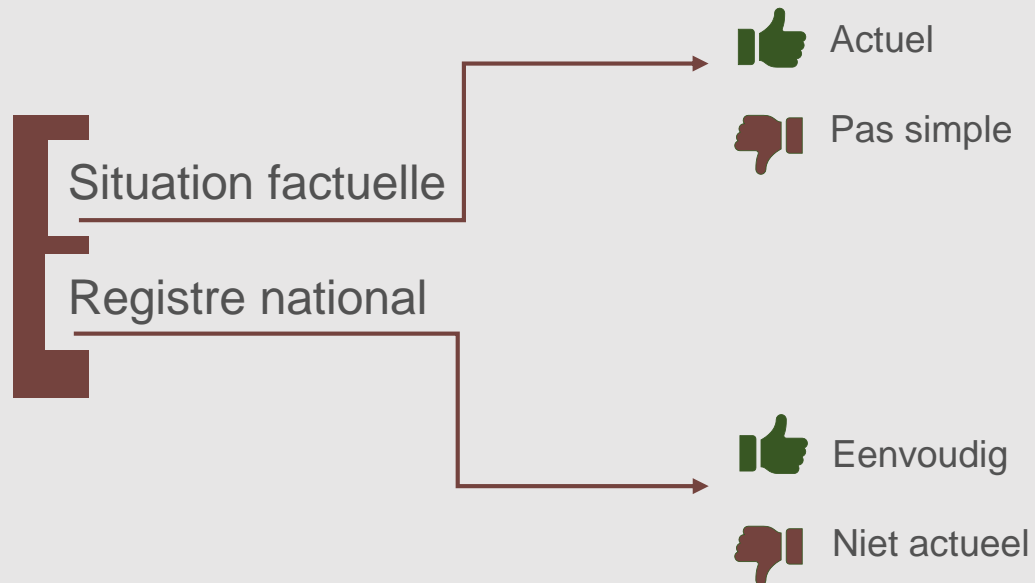 Actuel
Pas simple
Situation factuelle
Registre national
Eenvoudig
Niet actueel